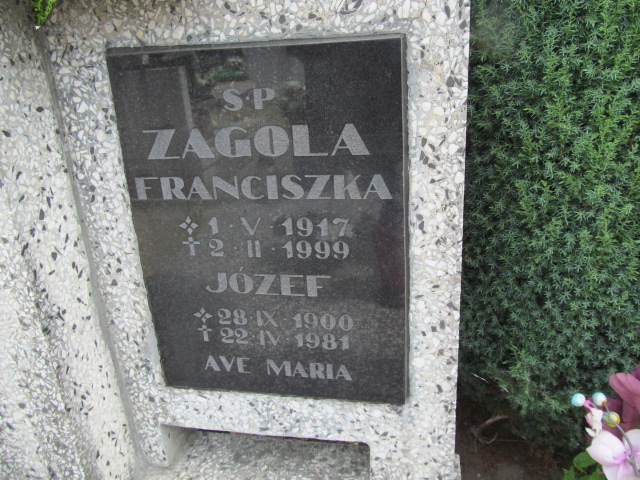 S·P
ZAGOLA
FRANCISZKA
1·V·1917
✝2·II·1999
JÓZEF
28·IX·1900
✝22·IV·1981
AVE MARIA